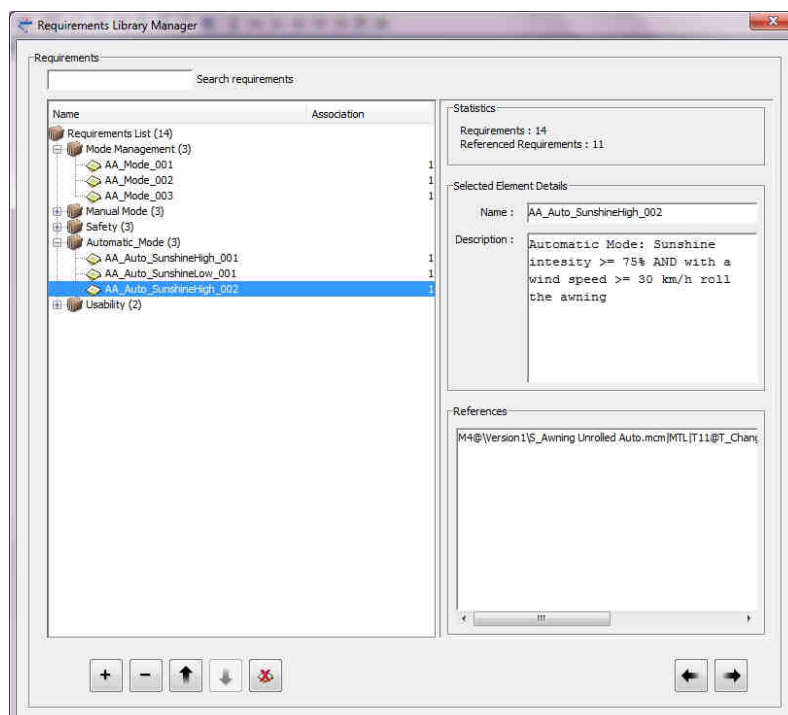 Requirements Library Manager
Requirements
Search requirements
Name Association
Requirements List (14)
Mode Management (3)
AA_Mode_001 1
AA_Mode_002 1
AA_Mode_003 1
Manual Mode (3)
Safety (3)
Automatic_Mode (3)
AA_Auto_SunshineHigh_001 1
AA_Auto_SunshineLow_001 1
AA_Auto_SunshineHigh_002 1
Usability (2)
Statistics
Requirements : 14
Referenced Requirements : 11
Selected Element Details
Name : AA_Auto_SunshineHigh_002
Description : Automatic Mode: Sunshine
intesity >= 75% AND with a
wind speed >= 30 km/h roll
the awning
References
M4@\Version1\S_Awning Unrolled Auto.mcm|MTL|T11@T_Chang